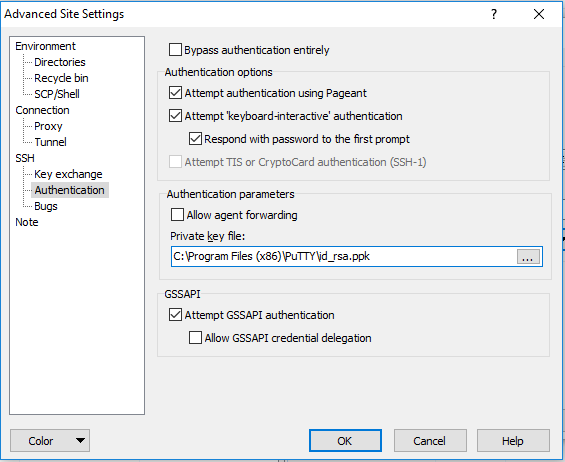 Advanced Site Settings
?
Environment
Directories
Recycle bin
SCP/Shell
Connection
Proxy
Tunnel
SSH
Key exchange
Authentication
Bugs
Note
Bypass authentication entirely
Authentication options
Attempt authentication using Pageant
Attempt 'keyboard-interactive' authentication
Respond with password to the first prompt
Attempt TIS or CryptoCard authentication (SSH-1)
Authentication parameters
Allow agent forwarding
Private key file:
C:\Program Files (x86)\PuTTY\id_rsa.ppk
...
GSSAPI
Attempt GSSAPI authentication
Allow GSSAPI credential delegation
Color
OK
Cancel
Help